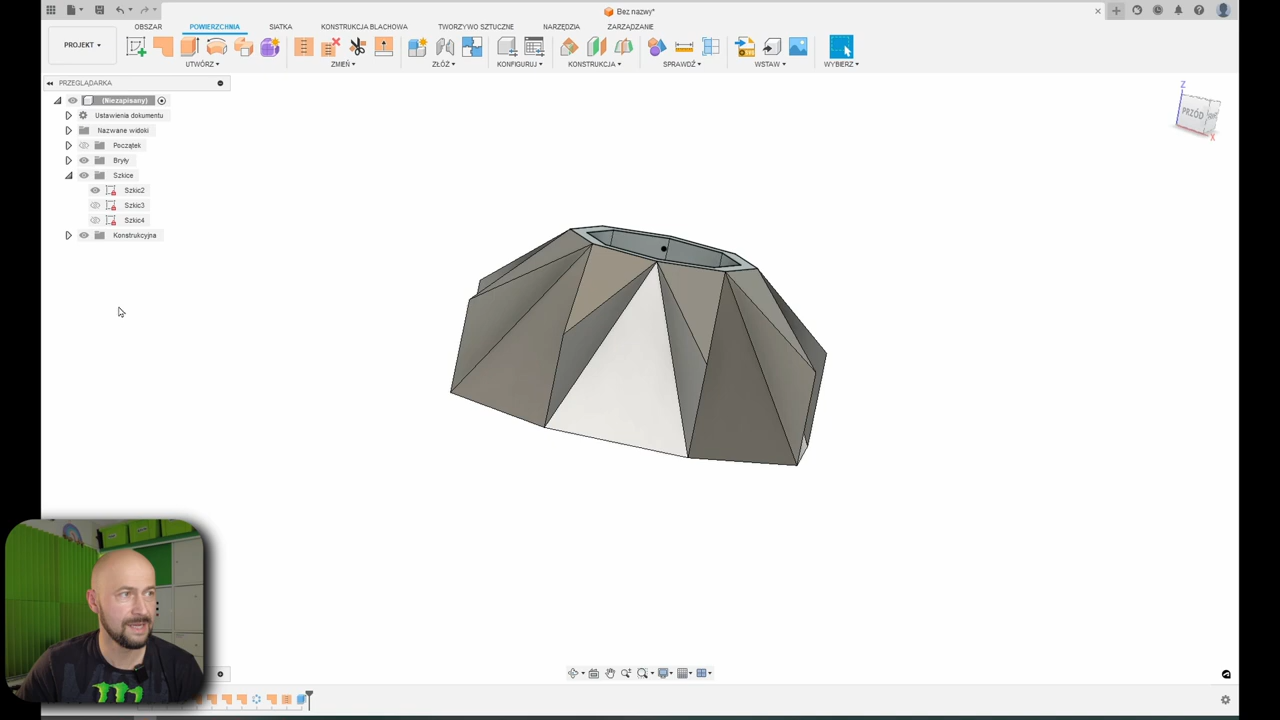 Bez nazwy*
PROJEKT
OBSZAR
POWIERZCHNIA
SIATKA
KONSTRUKCJA BLACHOWA
TWORZYWO SZTUCZNE
NARZĘDZIA
ZARZĄDZANIE
UTWÓRZ
ZMIEŃ
ZŁÓŻ
KONFIGURUJ
KONSTRUKCJA
SPRAWDŹ
WSTAW
WYBIERZ
PRZEGLĄDARKA
(Niezapisany)
Ustawienia dokumentu
Nazwane widoki
Początek
Bryły
Szkice
Szkic2
Szkic3
Szkic4
Konstrukcyjna
Z
PRZÓD
X